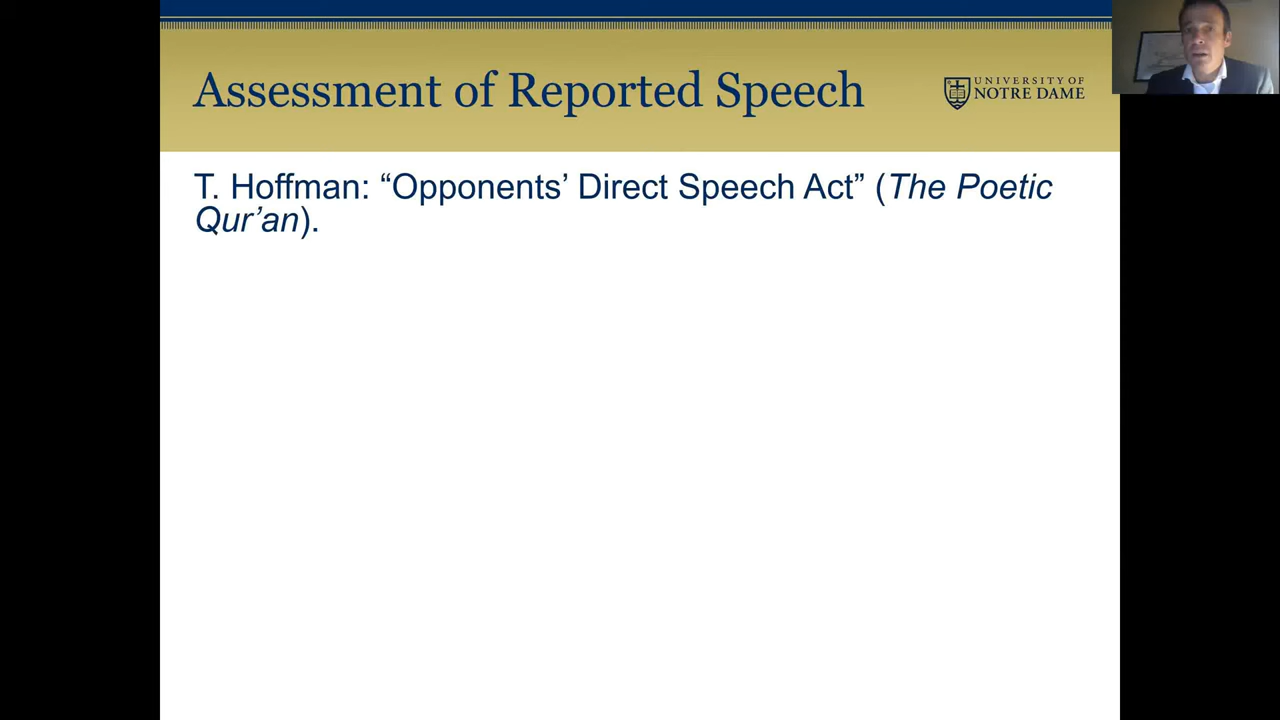 Assessment of Reported Speech
UNIVERSITY OF
NOTRE DAME
T. Hoffman: “Opponents’ Direct Speech Act” (The Poetic
Qur’an).